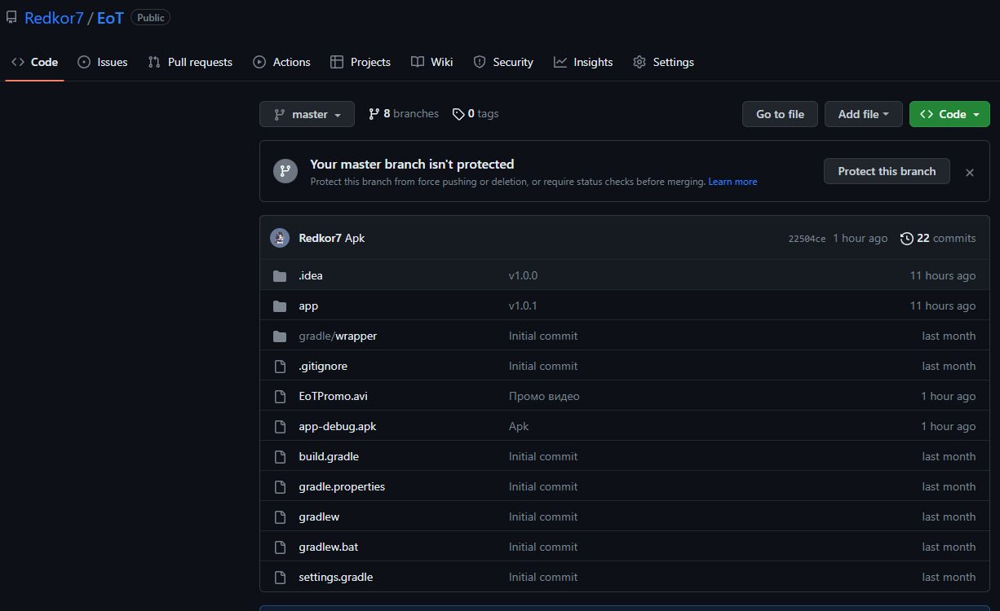 Redkor7 / EoT Public
Code Issues Pull requests Actions Projects Wiki Security Insights Settings
master 8 branches 0 tags Go to file Add file Code
Your master branch isn't protected
Protect this branch from force pushing or deletion, or require status checks before merging. Learn more
Protect this branch
Redkor7 Apk 22504ce 1 hour ago 22 commits
.idea v1.0.0 11 hours ago
app v1.0.1 11 hours ago
gradle/wrapper Initial commit last month
.gitignore Initial commit last month
EoTPromo.avi Промо видео 1 hour ago
app-debug.apk Apk 1 hour ago
build.gradle Initial commit last month
gradle.properties Initial commit last month
gradlew Initial commit last month
gradlew.bat Initial commit last month
settings.gradle Initial commit last month